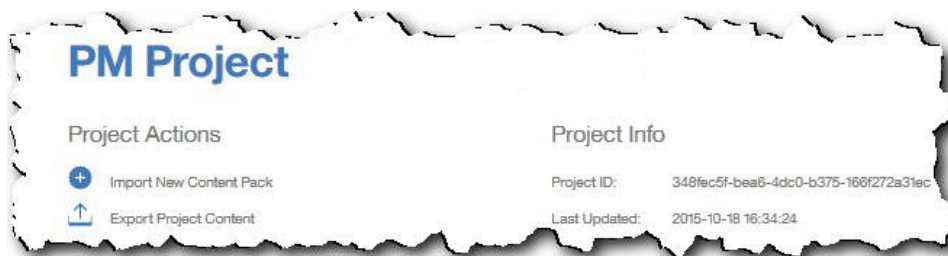 PM Project
Project Actions
Project Info
Import New Content Pack
Project ID: 348fec5f-bea6-4dc0-b375-166f272a31ec
Export Project Content
Last Updated: 2015-10-18 16:34:24